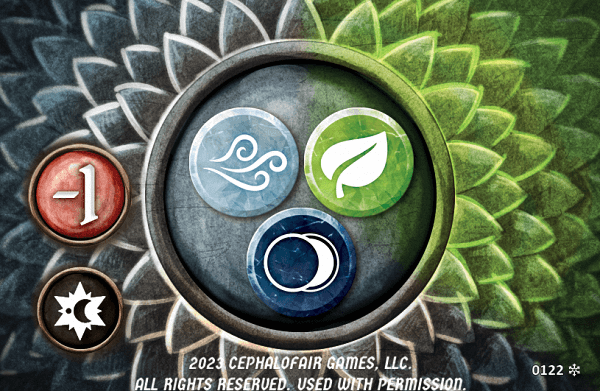 -1
0122
2023 CEPHALOFAIR GAMES, LLC.
ALL RIGHTS RESERVED. USED WITH PERMISSION.